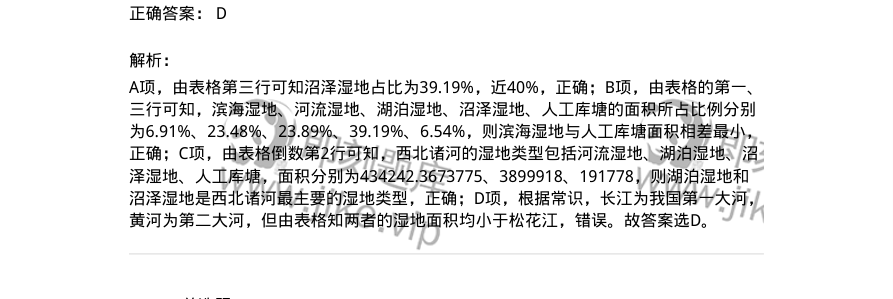 正确答案： D
解析：
A项，由表格第三行可知沼泽湿地占比为39.19%，近40%，正确；B项，由表格的第一、
三行可知，滨海湿地、河流湿地、湖泊湿地、沼泽湿地、人工库塘的面积所占比例分别
为6.91%、23.48%、23.89%、39.19%、6.54%，则滨海湿地与人工库塘面积相差最小，
正确；C项，由表格倒数第2行可知，西北诸河的湿地类型包括河流湿地、湖泊湿地、沼
泽湿地、人工库塘，面积分别为434242.3673775、3899918、191778，则湖泊湿地和
沼泽湿地是西北诸河最主要的湿地类型，正确；D项，根据常识，长江为我国第一大河，
黄河为第二大河，但由表格知两者的湿地面积均小于松花江，错误。故答案选D。